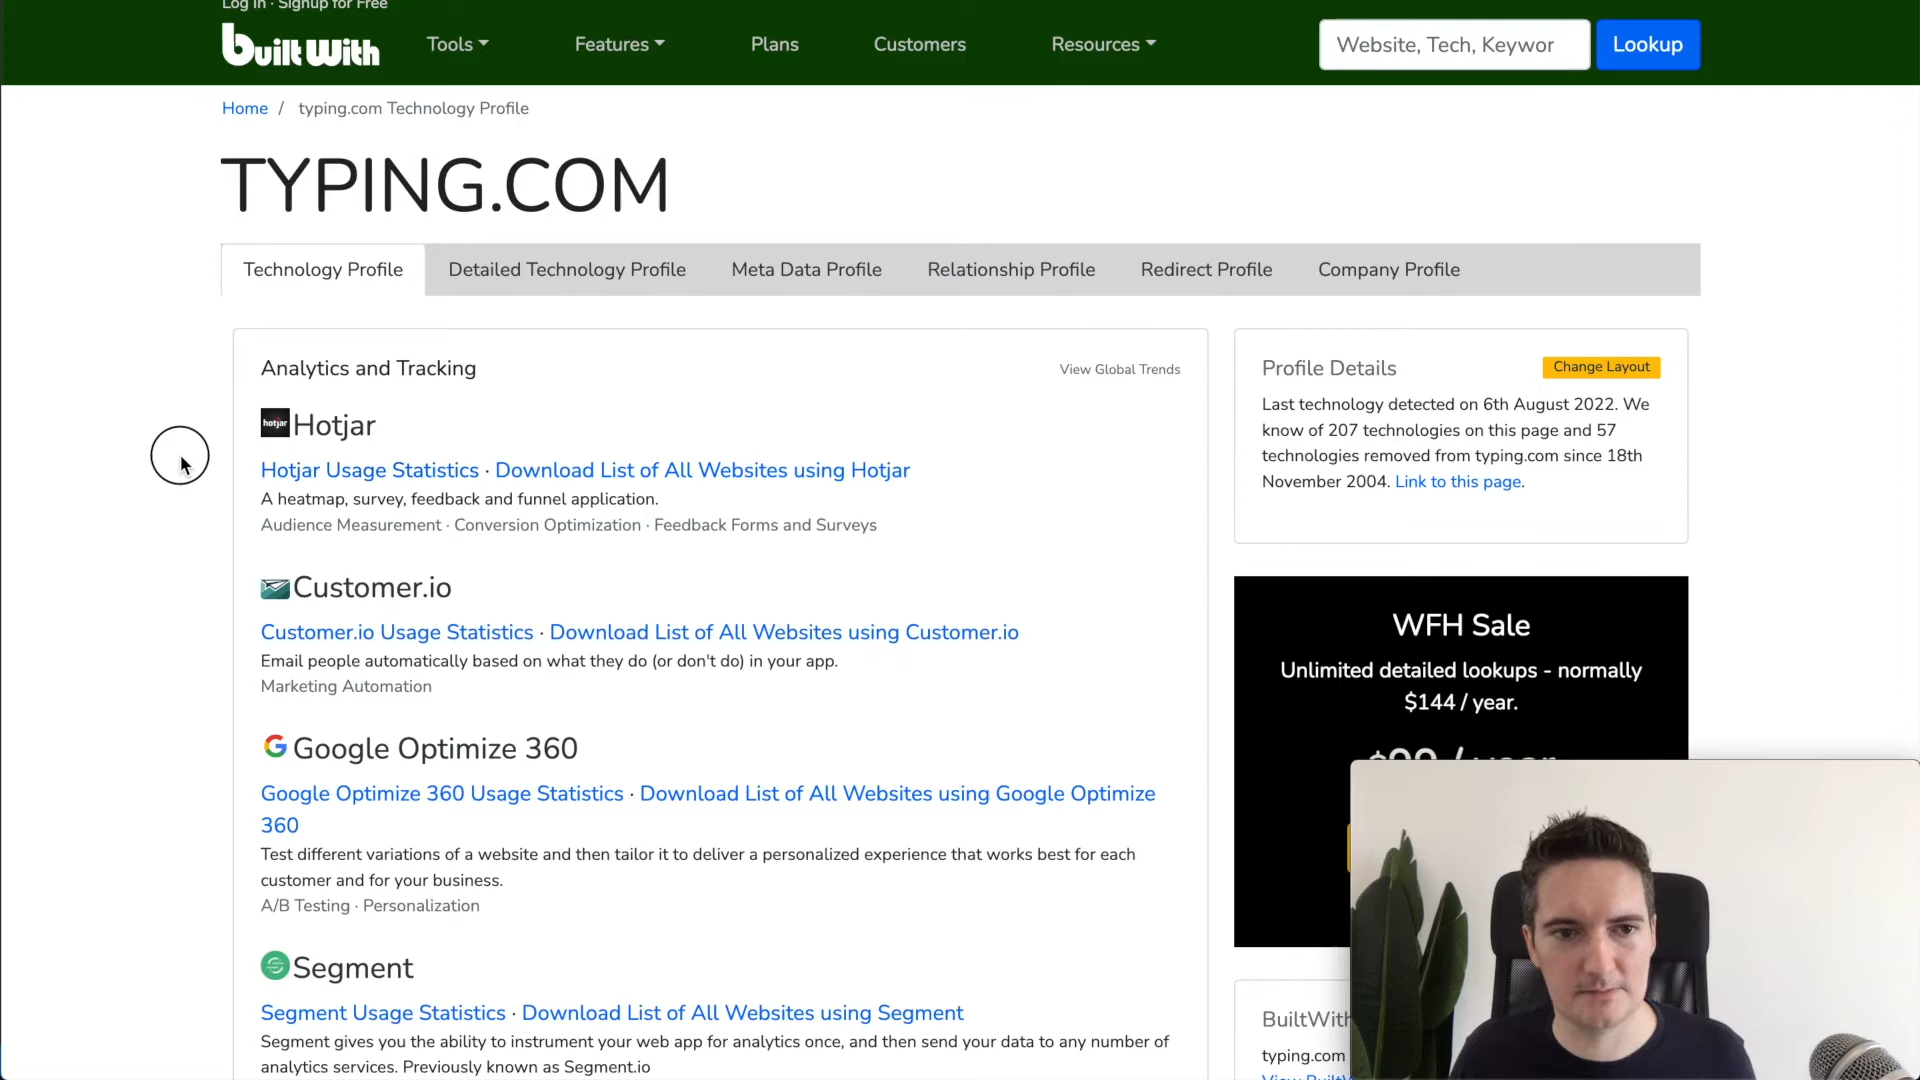 Log In · Signup for Free
built with
Tools
Features
Plans
Customers
Resources
Website, Tech, Keywor
Lookup
Home / typing.com Technology Profile
TYPING.COM
Technology Profile
Detailed Technology Profile
Meta Data Profile
Relationship Profile
Redirect Profile
Company Profile
Analytics and Tracking
View Global Trends
hotjar
Hotjar
Hotjar Usage Statistics · Download List of All Websites using Hotjar
A heatmap, survey, feedback and funnel application.
Audience Measurement · Conversion Optimization · Feedback Forms and Surveys
Customer.io
Customer.io Usage Statistics · Download List of All Websites using Customer.io
Email people automatically based on what they do (or don't do) in your app.
Marketing Automation
Google Optimize 360
Google Optimize 360 Usage Statistics · Download List of All Websites using Google Optimize
360
Test different variations of a website and then tailor it to deliver a personalized experience that works best for each
customer and for your business.
A/B Testing · Personalization
Segment
Segment Usage Statistics · Download List of All Websites using Segment
Segment gives you the ability to instrument your web app for analytics once, and then send your data to any number of
analytics services. Previously known as Segment.io
Profile Details
Change Layout
Last technology detected on 6th August 2022. We
know of 207 technologies on this page and 57
technologies removed from typing.com since 18th
November 2004. Link to this page.
WFH Sale
Unlimited detailed lookups - normally
$144 / year.
$99 / year
BuiltWith
typing.com